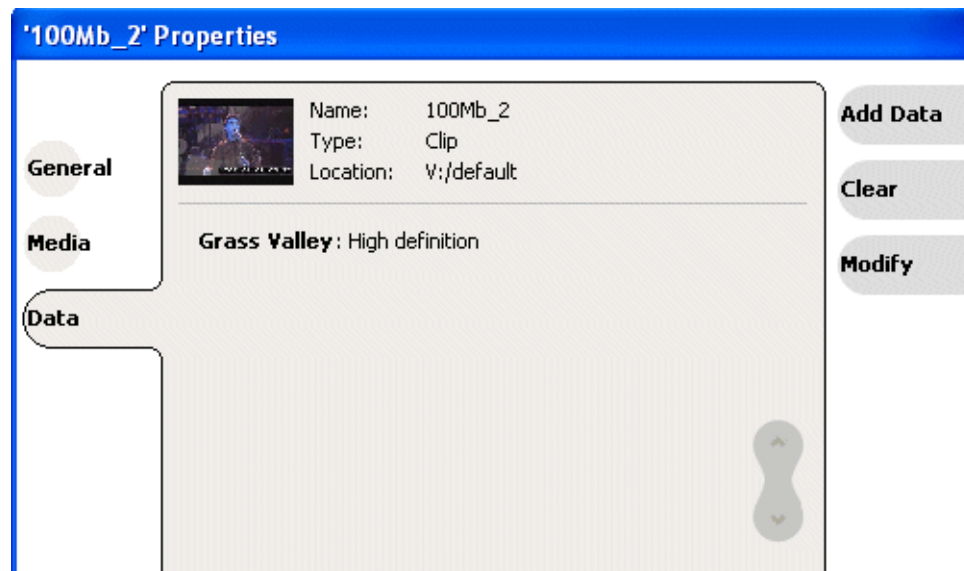 '100Mb_2' Properties
General
Media
Data
Name: 100Mb_2
Type: Clip
Location: V:/default
Grass Valley: High definition
Add Data
Clear
Modify